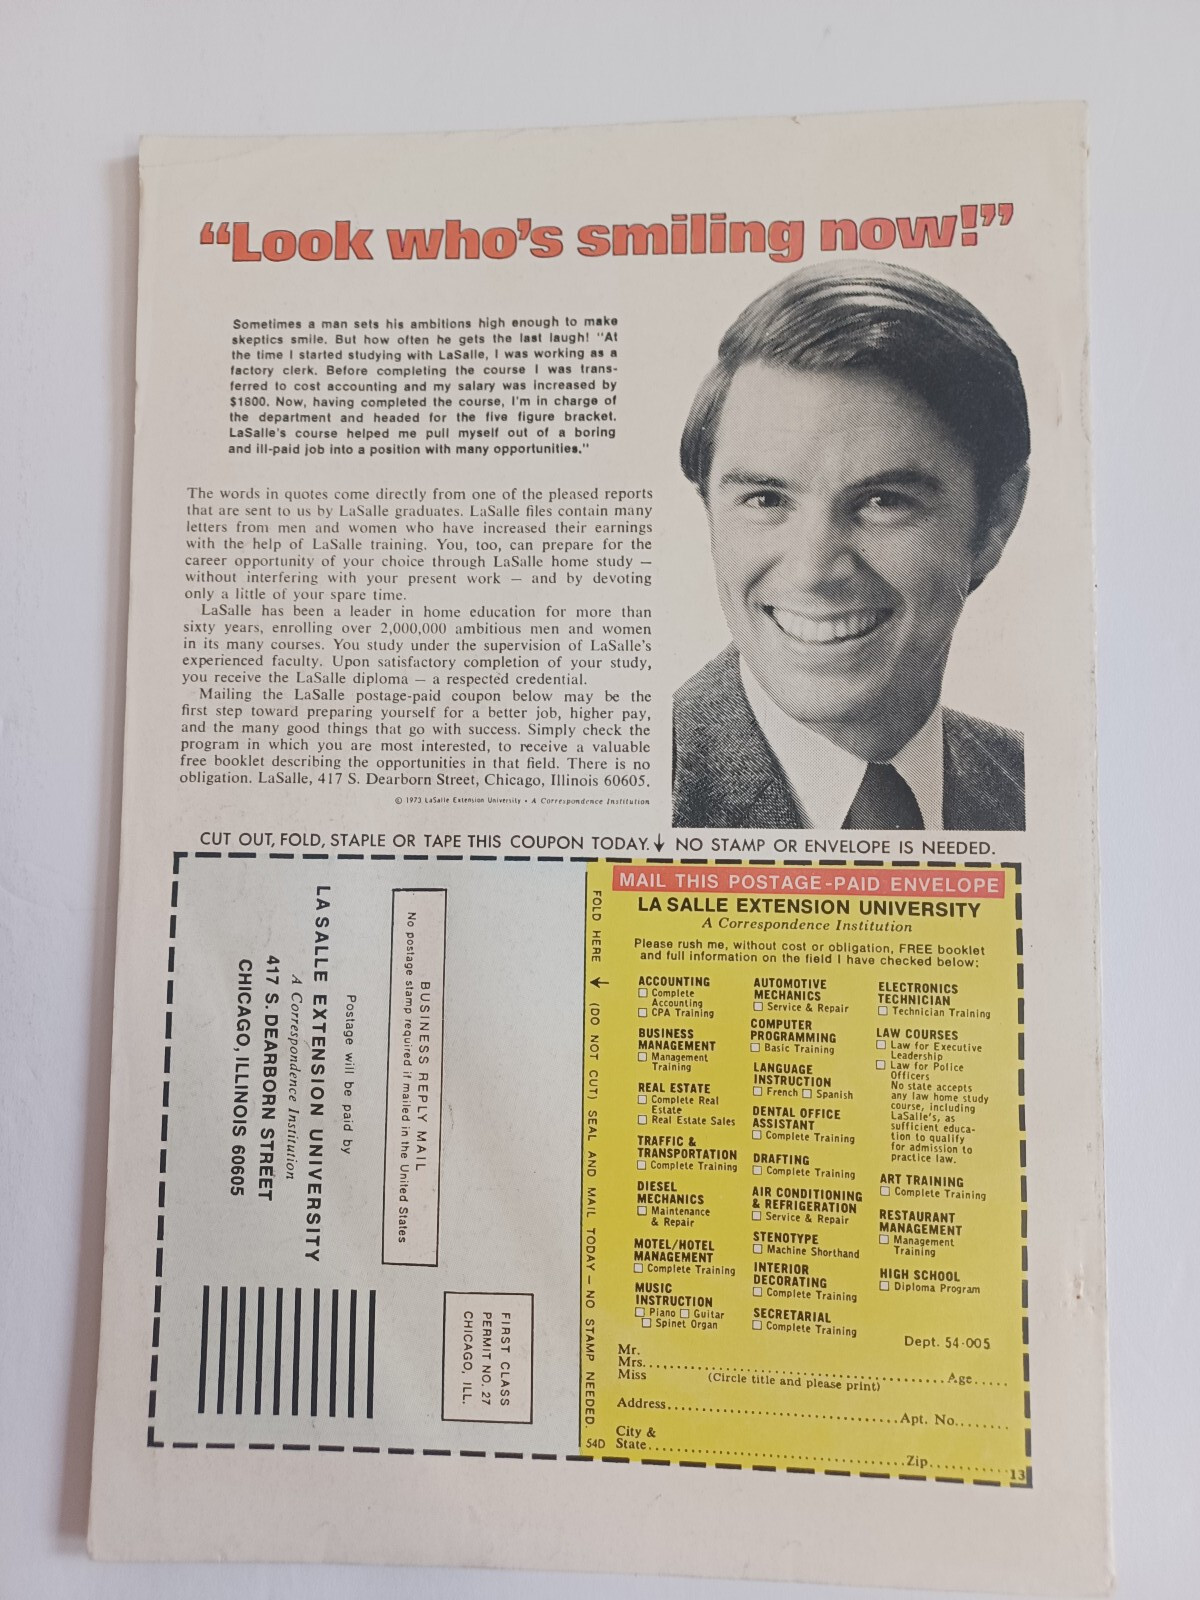 “Look who’s smiling now!”
Sometimes a man sets his ambitions high enough to make
skeptics smile. But how often he gets the last laugh! "At
the time I started studying with LaSalle, I was working as a
factory clerk. Before completing the course I was trans-
ferred to cost accounting and my salary was increased by
$1800. Now, having completed the course, I'm in charge of
the department and headed for the five figure bracket.
LaSalle's course helped me pull myself out of a boring
and ill-paid job into a position with many opportunities."
The words in quotes come directly from one of the pleased reports
that are sent to us by LaSalle graduates. LaSalle files contain many
letters from men and women who have increased their earnings
with the help of LaSalle training. You, too, can prepare for the
career opportunity of your choice through LaSalle home study —
without interfering with your present work — and by devoting
only a little of your spare time.
LaSalle has been a leader in home education for more than
sixty years, enrolling over 2,000,000 ambitious men and women
in its many courses. You study under the supervision of LaSalle's
experienced faculty. Upon satisfactory completion of your study,
you receive the LaSalle diploma — a respected credential.
Mailing the LaSalle postage-paid coupon below may be the
first step toward preparing yourself for a better job, higher pay,
and the many good things that go with success. Simply check the
program in which you are most interested, to receive a valuable
free booklet describing the opportunities in that field. There is no
obligation. LaSalle, 417 S. Dearborn Street, Chicago, Illinois 60605.
© 1973 LaSalle Extension University • A Correspondence Institution
CUT OUT, FOLD, STAPLE OR TAPE THIS COUPON TODAY. ↓ NO STAMP OR ENVELOPE IS NEEDED.
FIRST CLASS
PERMIT NO. 27
CHICAGO, ILL.
BUSINESS REPLY MAIL
No postage stamp required if mailed in the United States
Postage will be paid by
LA SALLE EXTENSION UNIVERSITY
A Correspondence Institution
417 S. DEARBORN STREET
CHICAGO, ILLINOIS 60605
FOLD HERE ↓ (DO NOT CUT) SEAL AND MAIL TODAY – NO STAMP NEEDED.
54D
MAIL THIS POSTAGE-PAID ENVELOPE
LA SALLE EXTENSION UNIVERSITY
A Correspondence Institution
Please rush me, without cost or obligation, FREE booklet
and full information on the field I have checked below:
ACCOUNTING
☐ Complete
Accounting
☐ CPA Training
BUSINESS
MANAGEMENT
☐ Management
Training
REAL ESTATE
☐ Complete Real
Estate
☐ Real Estate Sales
TRAFFIC &
TRANSPORTATION
☐ Complete Training
DIESEL
MECHANICS
☐ Maintenance
& Repair
MOTEL/HOTEL
MANAGEMENT
☐ Complete Training
MUSIC
INSTRUCTION
☐ Piano ☐ Guitar
☐ Spinet Organ
AUTOMOTIVE
MECHANICS
☐ Service & Repair
COMPUTER
PROGRAMMING
☐ Basic Training
LANGUAGE
INSTRUCTION
☐ French ☐ Spanish
DENTAL OFFICE
ASSISTANT
☐ Complete Training
DRAFTING
☐ Complete Training
AIR CONDITIONING
& REFRIGERATION
☐ Service & Repair
STENOTYPE
☐ Machine Shorthand
INTERIOR
DECORATING
☐ Complete Training
SECRETARIAL
☐ Complete Training
ELECTRONICS
TECHNICIAN
☐ Technician Training
LAW COURSES
☐ Law for Executive
Leadership
☐ Law for Police
Officers
No state accepts
any law home study
course, including
LaSalle's, as
sufficient educa-
tion to qualify
for admission to
practice law.
ART TRAINING
☐ Complete Training
RESTAURANT
MANAGEMENT
☐ Management
Training
HIGH SCHOOL
☐ Diploma Program
Dept. 54-005
Mr.
Mrs. Age
Miss (Circle title and please print)
Address Apt. No.
City &
State Zip
13